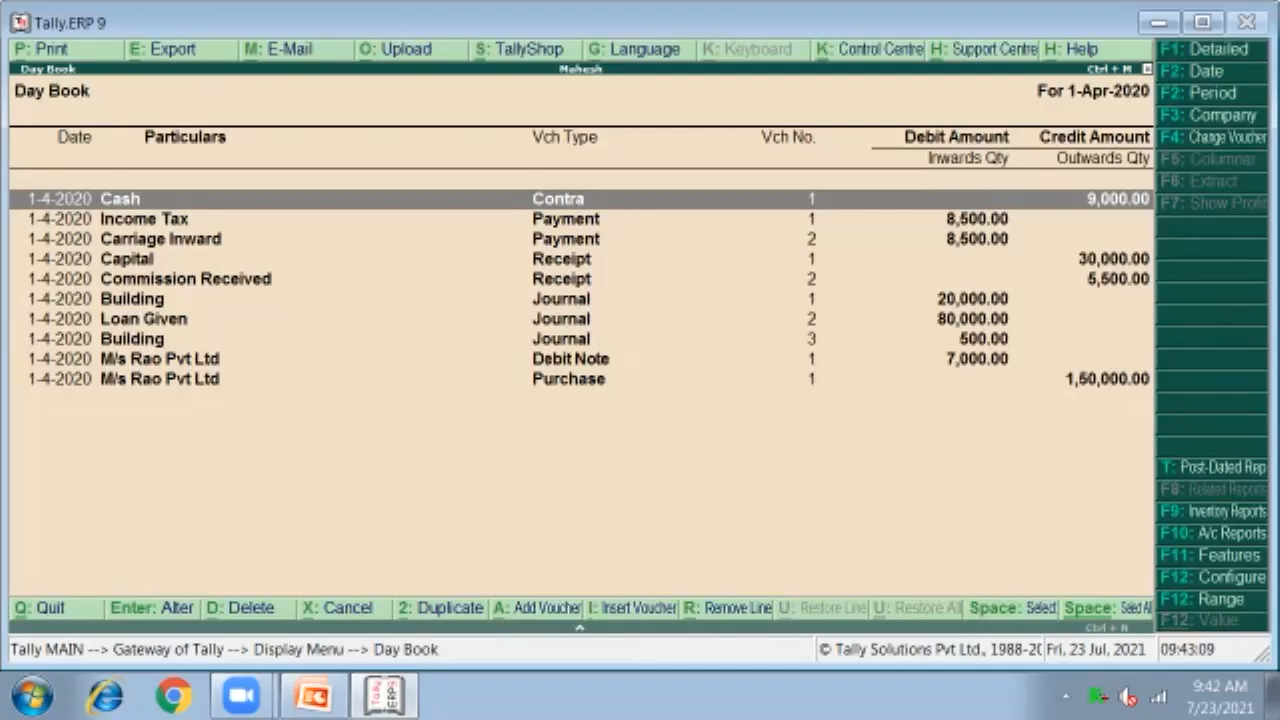 Tally.ERP 9
P: Print E: Export M: E-Mail O: Upload S: TallyShop G: Language K: Keyboard K: Control Centre H: Support Centre H: Help
Day Book Mahesh Ctrl + M
Day Book For 1-Apr-2020
Date Particulars Vch Type Vch No. Debit Amount Credit Amount
Inwards Qty Outwards Qty
1-4-2020 Cash Contra 1 9,000.00
1-4-2020 Income Tax Payment 1 8,500.00
1-4-2020 Carriage Inward Payment 2 8,500.00
1-4-2020 Capital Receipt 1 30,000.00
1-4-2020 Commission Received Receipt 2 5,500.00
1-4-2020 Building Journal 1 20,000.00
1-4-2020 Loan Given Journal 2 80,000.00
1-4-2020 Building Journal 3 500.00
1-4-2020 M/s Rao Pvt Ltd Debit Note 1 7,000.00
1-4-2020 M/s Rao Pvt Ltd Purchase 1 1,50,000.00
F1: Detailed
F2: Date
F2: Period
F3: Company
F4: Change Voucher
F5: Columnar
F6: Extract
F7: Show Profit
T: Post-Dated Rep
F8: Related Reports
F9: Inventory Reports
F10: A/c Reports
F11: Features
F12: Configure
F12: Range
F12: Value
Q: Quit Enter: Alter D: Delete X: Cancel 2: Duplicate A: Add Voucher I: Insert Voucher R: Remove Line U: Restore Line U: Restore All Space: Select Space: Select All
Ctrl + N
Tally MAIN --> Gateway of Tally --> Display Menu --> Day Book © Tally Solutions Pvt Ltd., 1988-20 Fri, 23 Jul, 2021 09:43:09
Tally ERP9
9:42 AM
7/23/2021